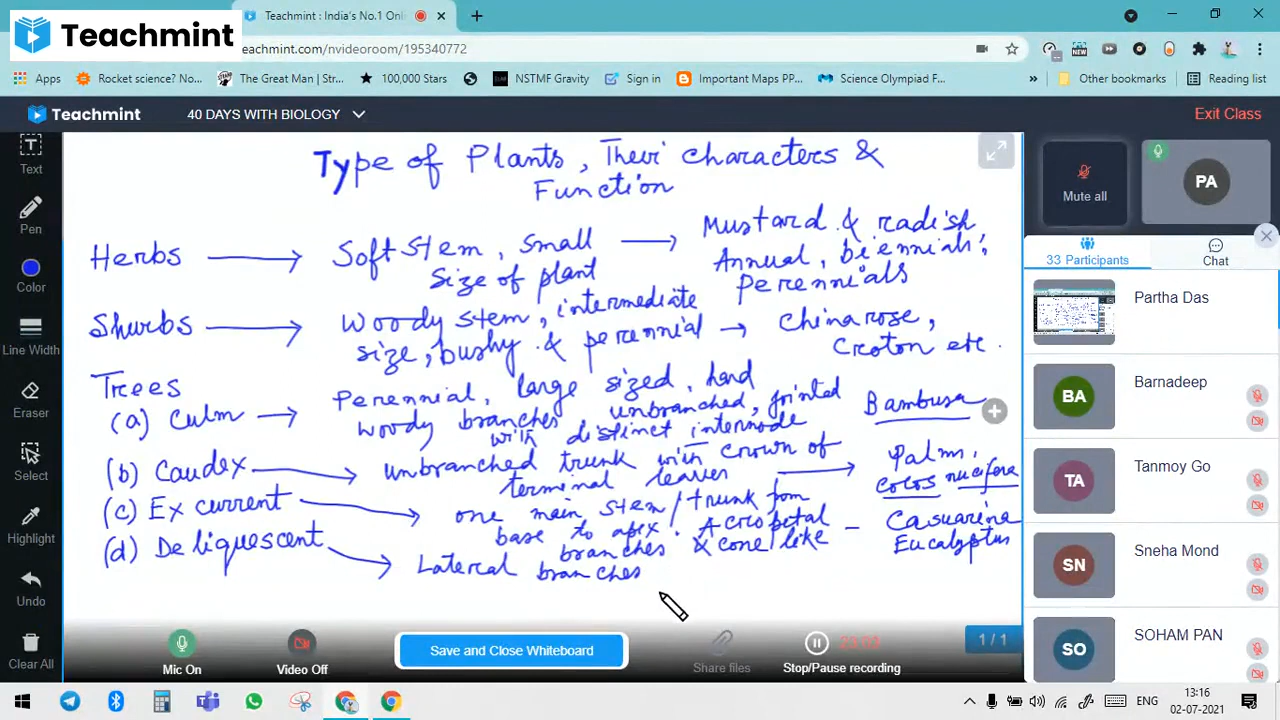 Teachmint : India's No.1 Onli
Teachmint
teachmint.com/nvideoroom/195340772
Apps
Rocket science? No...
The Great Man | Str...
100,000 Stars
NSTMF Gravity
Sign in
Important Maps PP...
Science Olympiad F...
Other bookmarks
Reading list
Teachmint
40 DAYS WITH BIOLOGY
Exit Class
Text
Pen
Color
Line Width
Eraser
Select
Highlight
Undo
Clear All
Type of Plants, Their characters &
Function
Herbs → Soft stem, small → Mustard & radish
Size of plant Annual, biennials,
Perennials
Shurbs → Woody stem, intermediate
size, bushy & perennial → China rose,
Croton etc.
Trees Perennial, large sized, hard
(a) Culm → woody branches unbranched, jointed Bambusa
with distinct internode
(b) Caudex → unbranched trunk with crown of → Palms,
terminal leaves Cocos nucifera
(c) Ex current → one main stem/trunk from
base to apex. Acropetal – Casuarina
branches & cone like Eucalyptus
(d) Deliquescent → Lateral branches
Mic On
Video Off
Save and Close Whiteboard
Share files
Stop/Pause recording
1 / 1
PA
Mute all
33 Participants
Chat
Partha Das
BA
Barnadeep
TA
Tanmoy Go
SN
Sneha Mond
SO
SOHAM PAN
NEW
ENG
13:16
02-07-2021